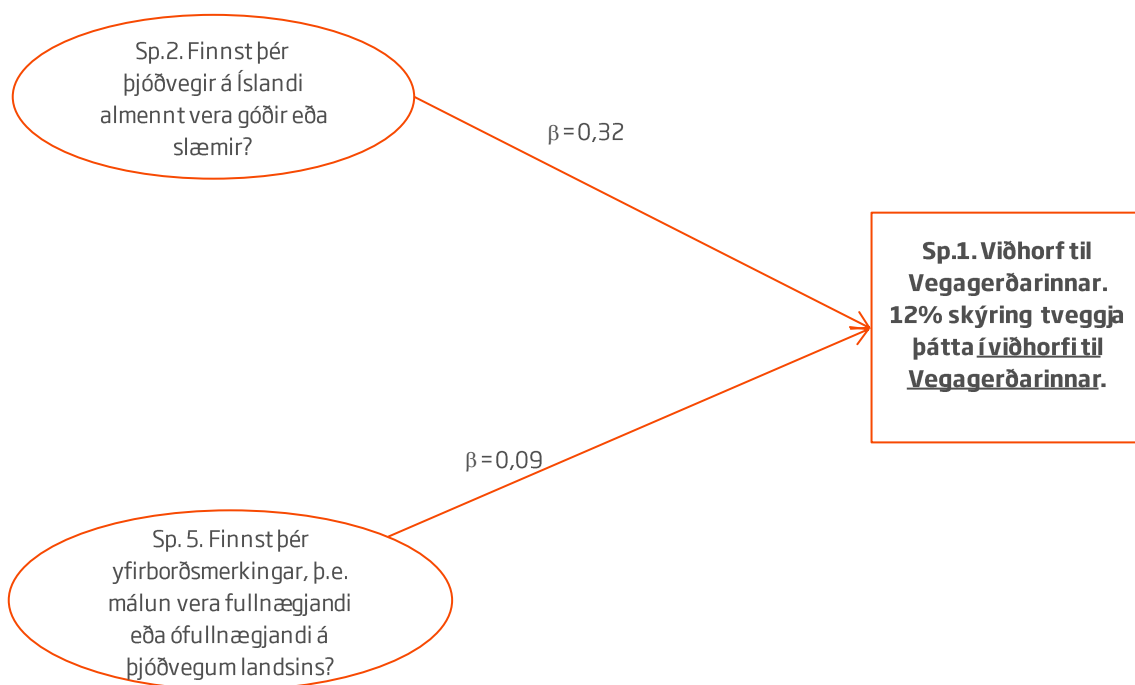 Sp.2. Finnst þér
þjóðvegir á Íslandi
almennt vera góðir eða
slæmir?
β = 0,32
Sp.1. Viðhorf til
Vegagerðarinnar.
12% skýring tveggja
þátta í viðhorfi til
Vegagerðarinnar.
β = 0,09
Sp. 5. Finnst þér
yfirborðsmerkingar, þ.e.
málun vera fullnægjandi
eða ófullnægjandi á
þjóðvegum landsins?